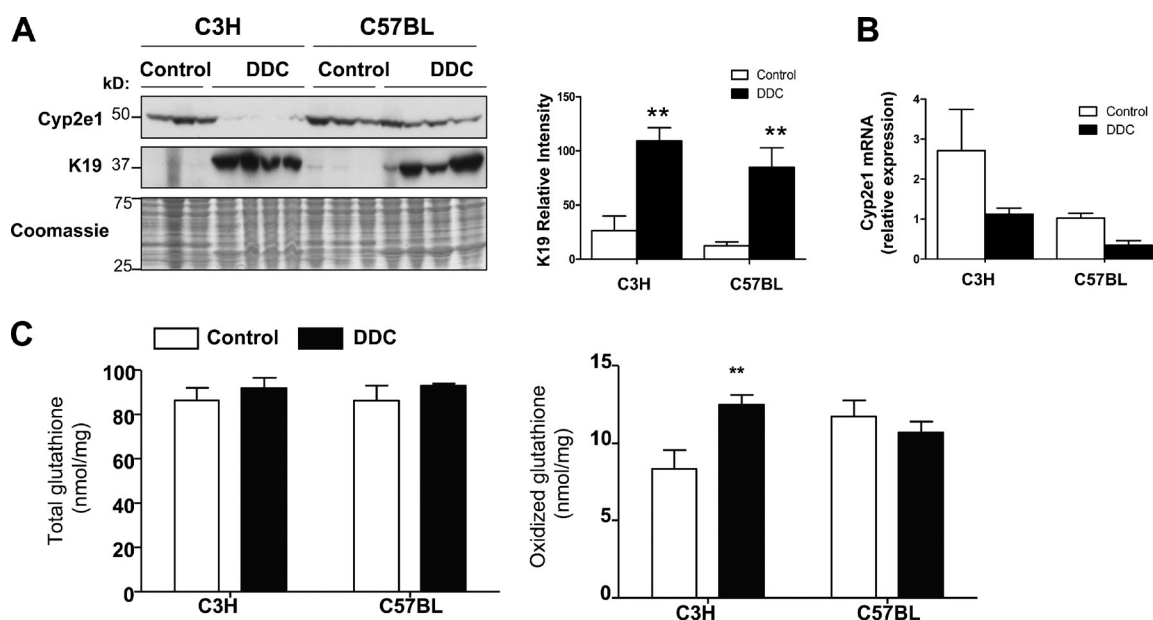 A
C3H C57BL
Control DDC Control DDC
kD:
Cyp2e1 50
K19 37
75
Coomassie
25
Control
DDC
K19 Relative Intensity
150
100
50
0
**
**
C3H C57BL
B
Control
DDC
Cyp2e1 mRNA
(relative expression)
4
3
2
1
0
C3H C57BL
C
Control DDC
Total glutathione
(nmol/mg)
100
80
60
40
20
0
C3H C57BL
Oxidized glutathione
(nmol/mg)
15
10
5
0
**
C3H C57BL